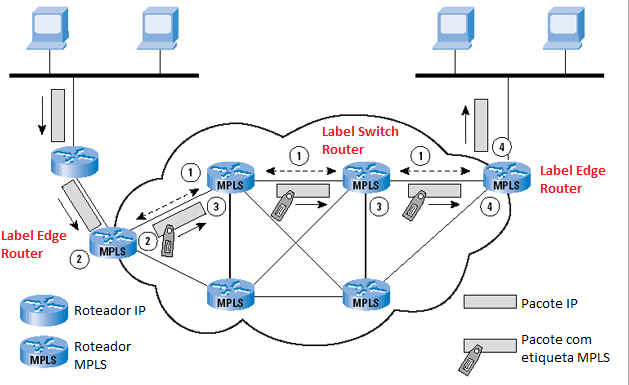 Label Switch
Router
1
1
1
4
MPLS
MPLS
MPLS
Label Edge
Router
3
3
4
Label Edge
Router
2
2
MPLS
MPLS
MPLS
Roteador IP
Pacote IP
MPLS
Roteador
MPLS
Pacote com
etiqueta MPLS